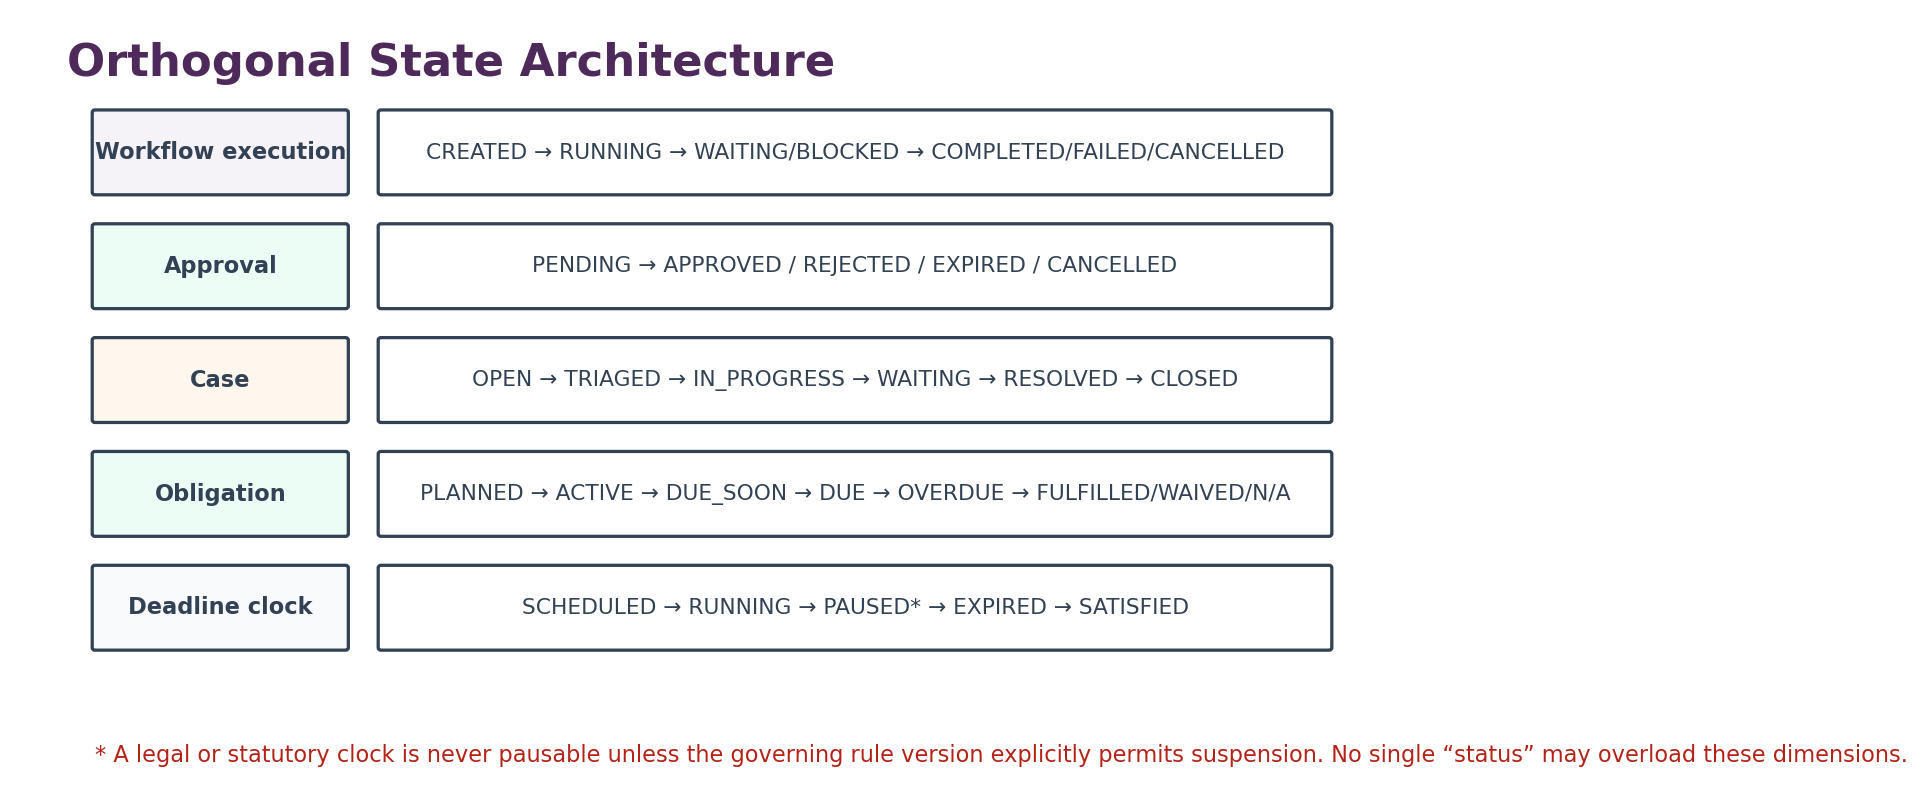 Orthogonal State Architecture
Workflow execution
CREATED → RUNNING → WAITING/BLOCKED → COMPLETED/FAILED/CANCELLED
Approval
PENDING → APPROVED / REJECTED / EXPIRED / CANCELLED
Case
OPEN → TRIAGED → IN_PROGRESS → WAITING → RESOLVED → CLOSED
Obligation
PLANNED → ACTIVE → DUE_SOON → DUE → OVERDUE → FULFILLED/WAIVED/N/A
Deadline clock
SCHEDULED → RUNNING → PAUSED* → EXPIRED → SATISFIED
* A legal or statutory clock is never pausable unless the governing rule version explicitly permits suspension. No single “status” may overload these dimensions.